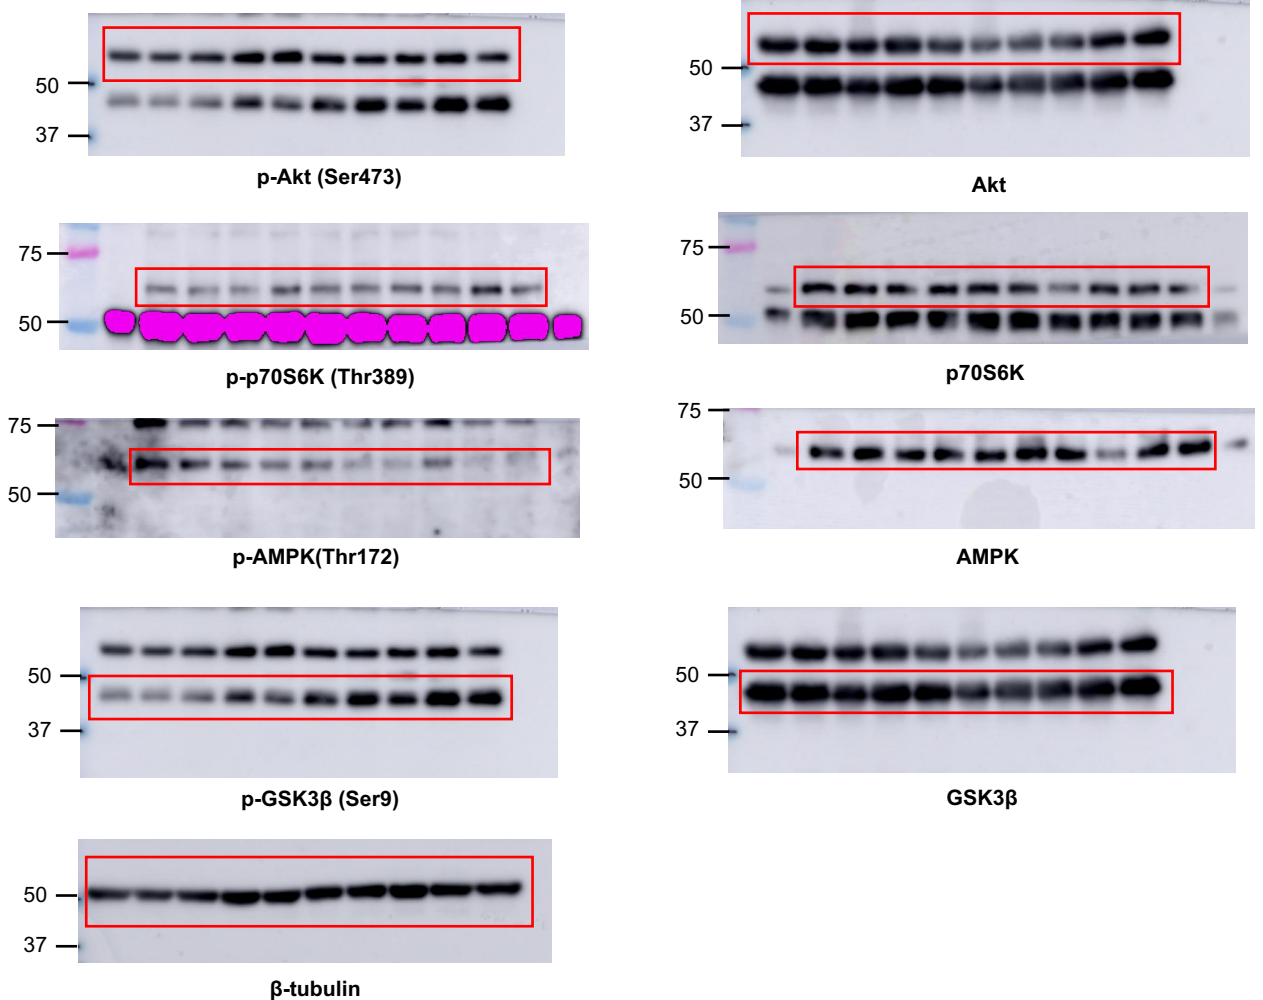 50
37
p-Akt (Ser473)
50
37
Akt
75
50
p-p70S6K (Thr389)
75
50
p70S6K
75
50
p-AMPK(Thr172)
75
50
AMPK
50
37
p-GSK3β (Ser9)
50
37
GSK3β
50
37
β-tubulin